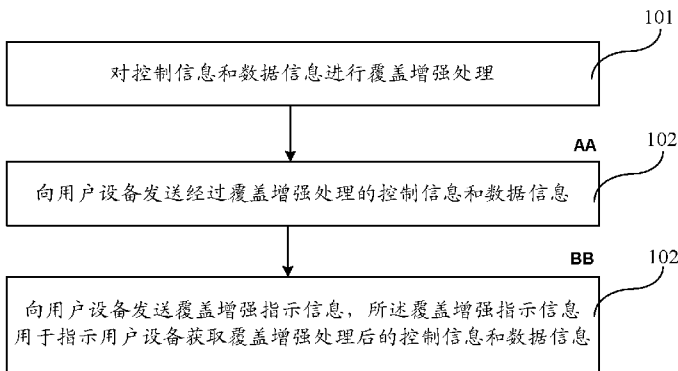 101
对控制信息和数据信息进行覆盖增强处理
AA
102
向用户设备发送经过覆盖增强处理的控制信息和数据信息
BB
102
向用户设备发送覆盖增强指示信息，所述覆盖增强指示信息
用于指示用户设备获取覆盖增强处理后的控制信息和数据信息